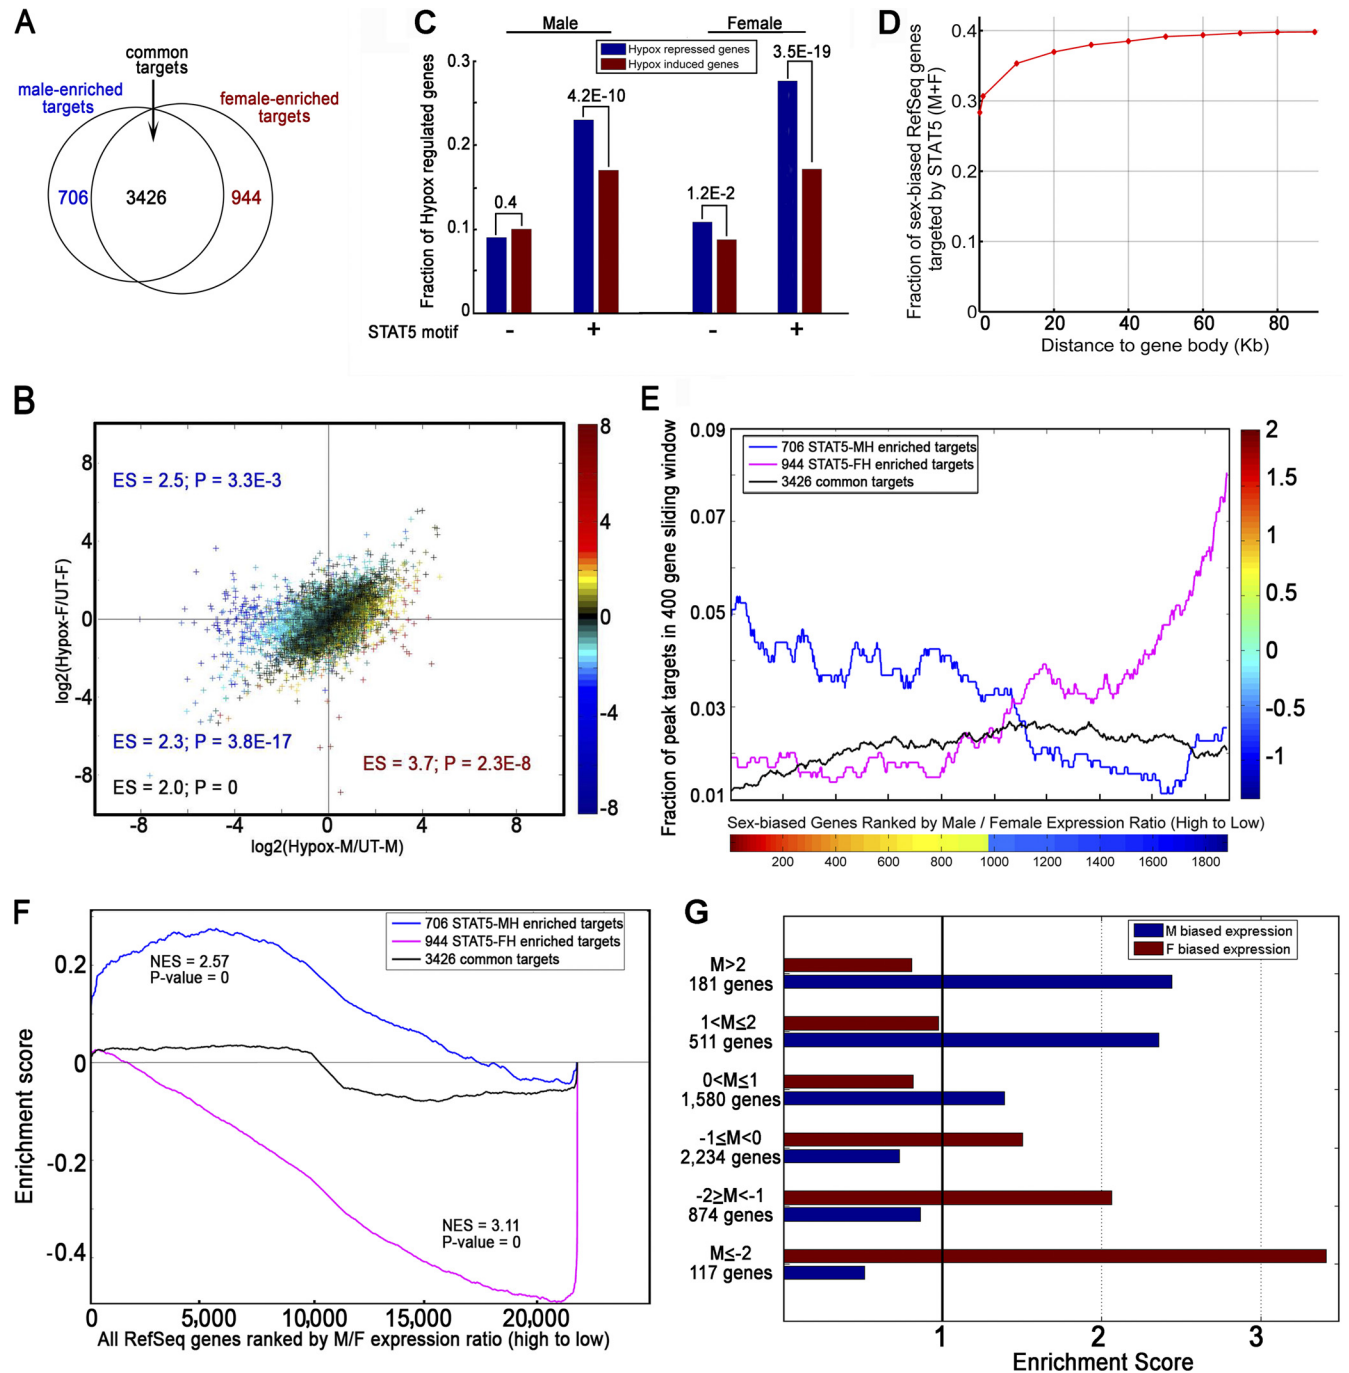 A
common
targets
male-enriched
targets
female-enriched
targets
706
3426
944
C
Male
Female
Hypox repressed genes
Hypox induced genes
Fraction of Hypox regulated genes
0.3
0.2
0.1
0
0.4
4.2E-10
1.2E-2
3.5E-19
STAT5 motif
-
+
-
+
D
Fraction of sex-biased RefSeq genes
targeted by STAT5 (M+F)
0.4
0.3
0.2
0.1
0
0
20
40
60
80
Distance to gene body (Kb)
B
log2(Hypox-F/UT-F)
8
4
0
-4
-8
ES = 2.5; P = 3.3E-3
ES = 2.3; P = 3.8E-17
ES = 2.0; P = 0
ES = 3.7; P = 2.3E-8
-8
-4
0
4
8
log2(Hypox-M/UT-M)
8
4
0
-4
-8
E
Fraction of peak targets in 400 gene sliding window
0.09
0.07
0.05
0.03
0.01
706 STAT5-MH enriched targets
944 STAT5-FH enriched targets
3426 common targets
Sex-biased Genes Ranked by Male / Female Expression Ratio (High to Low)
200
400
600
800
1000
1200
1400
1600
1800
2
1.5
1
0.5
0
-0.5
-1
F
Enrichment score
0.2
0
-0.2
-0.4
706 STAT5-MH enriched targets
944 STAT5-FH enriched targets
3426 common targets
NES = 2.57
P-value = 0
NES = 3.11
P-value = 0
0
5,000
10,000
15,000
20,000
All RefSeq genes ranked by M/F expression ratio (high to low)
G
M biased expression
F biased expression
M>2
181 genes
1<M≤2
511 genes
0<M≤1
1,580 genes
-1≤M<0
2,234 genes
-2≥M<-1
874 genes
M≤-2
117 genes
1
2
3
Enrichment Score